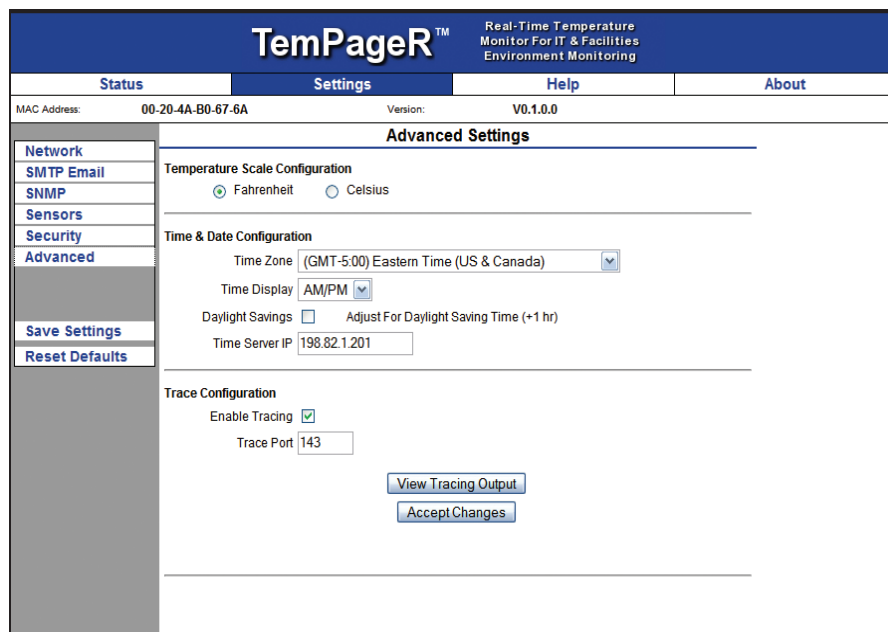 TemPageR™
Real-Time Temperature
Monitor For IT & Facilities
Environment Monitoring
Status
Settings
Help
About
MAC Address: 00-20-4A-B0-67-6A Version: V0.1.0.0
Network
SMTP Email
SNMP
Sensors
Security
Advanced
Save Settings
Reset Defaults
Advanced Settings
Temperature Scale Configuration
Fahrenheit Celsius
Time & Date Configuration
Time Zone (GMT-5:00) Eastern Time (US & Canada)
Time Display AM/PM
Daylight Savings Adjust For Daylight Saving Time (+1 hr)
Time Server IP 198.82.1.201
Trace Configuration
Enable Tracing
Trace Port 143
View Tracing Output
Accept Changes